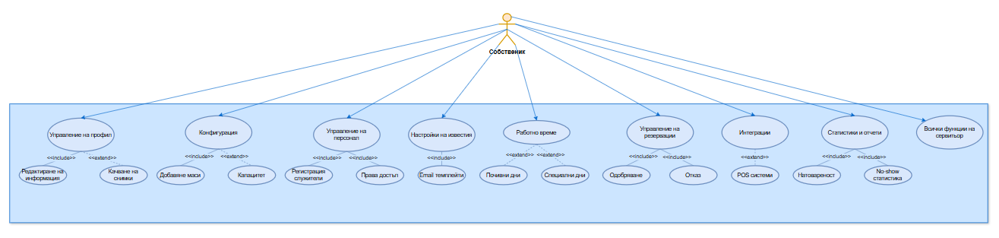 Собственик
Управление на профил
Конфигурация
Управление на
персонал
Настройки на известия
Работно време
Управление на
резервации
Интеграции
Статистики и отчети
Всички функции на
сервитьор
<<include>>
<<extend>>
<<include>>
<<extend>>
<<include>>
<<include>>
<<include>>
<<extend>>
<<extend>>
<<include>>
<<include>>
<<extend>>
<<include>>
<<include>>
Редактиране на
информация
Качване на
снимки
Добавяне маси
Капацитет
Регистрация
служители
Права достъп
Email темплейти
Почивни дни
Специални дни
Одобряване
Отказ
POS системи
Натовареност
No-show
статистика